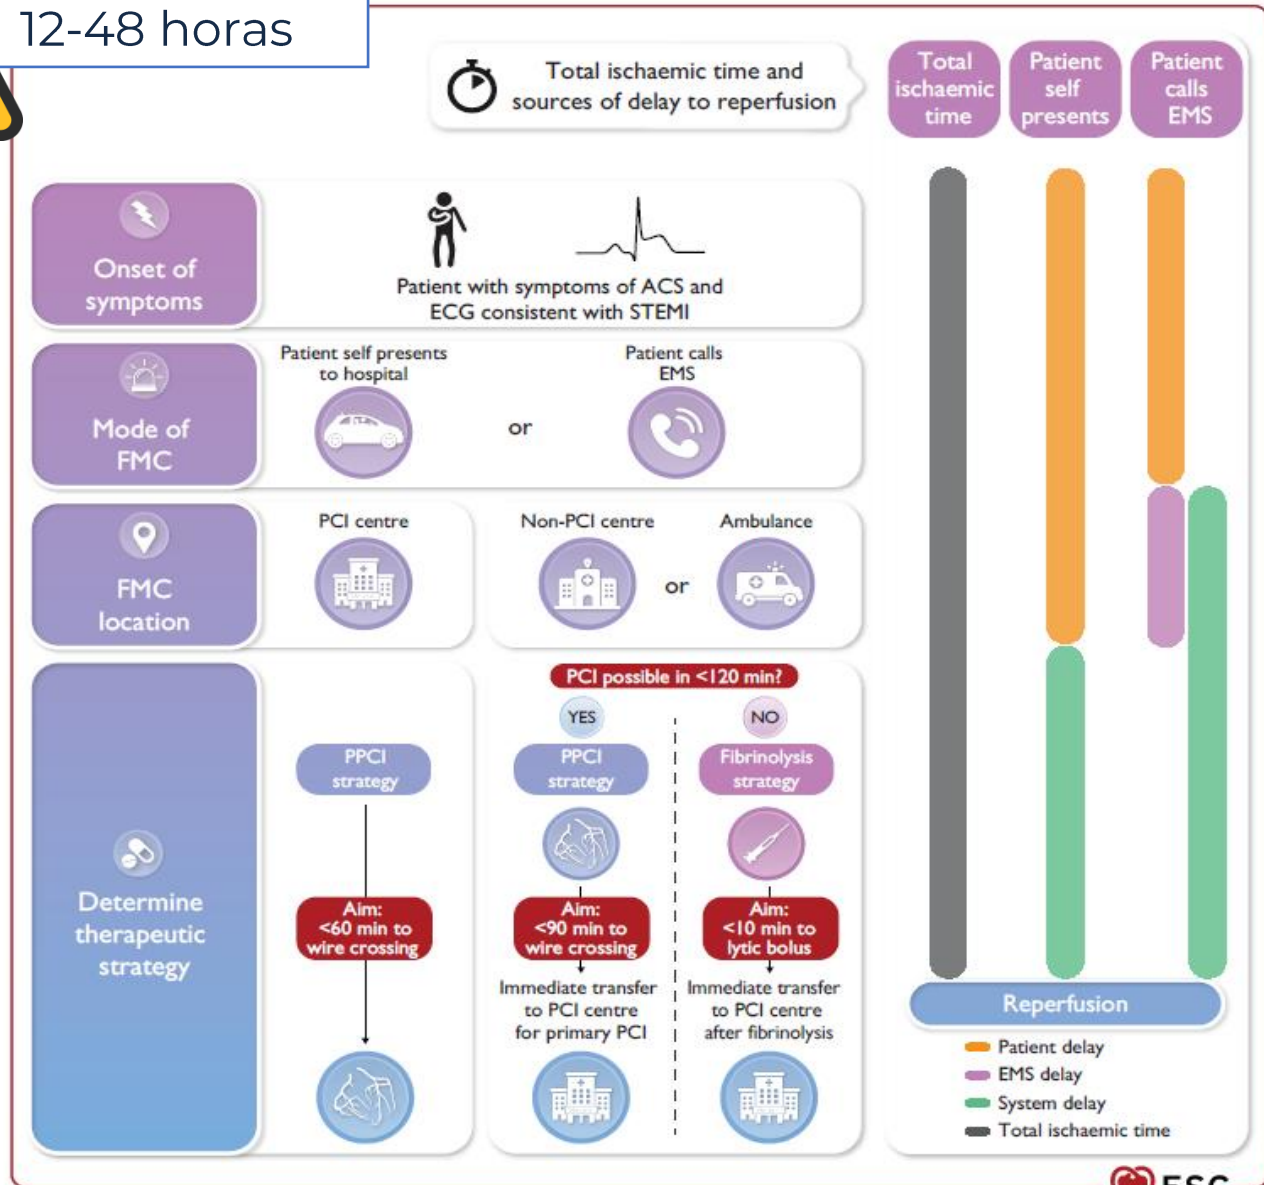 12-48 horas
Total ischaemic time and
sources of delay to reperfusion
Total
ischaemic
time
Patient
self
presents
Patient
calls
EMS
Onset of
symptoms
Patient with symptoms of ACS and
ECG consistent with STEMI
Mode of
FMC
Patient self presents
to hospital
or
Patient calls
EMS
FMC
location
PCI centre
Non-PCI centre
or
Ambulance
Determine
therapeutic
strategy
PPCI
strategy
Aim:
<60 min to
wire crossing
PCI possible in <120 min?
YES
PPCI
strategy
Aim:
<90 min to
wire crossing
Immediate transfer
to PCI centre
for primary PCI
NO
Fibrinolysis
strategy
Aim:
<10 min to
lytic bolus
Immediate transfer
to PCI centre
after fibrinolysis
Reperfusion
Patient delay
EMS delay
System delay
Total ischaemic time
ESC